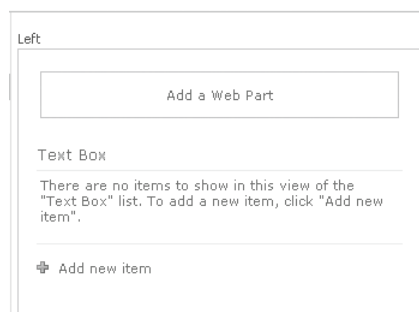 Left
Add a Web Part
Text Box
There are no items to show in this view of the
"Text Box" list. To add a new item, click "Add new
item".
Add new item